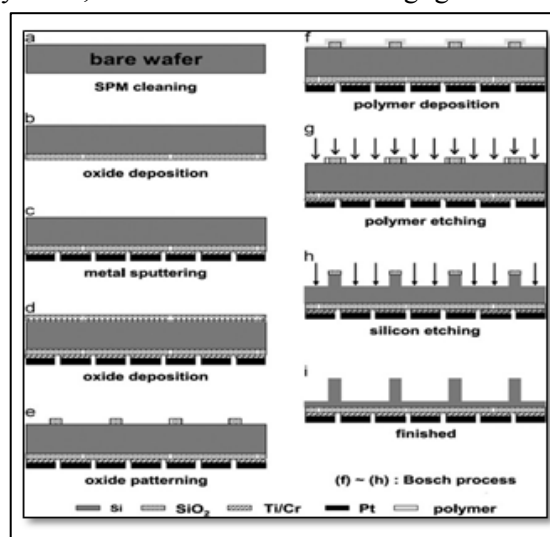 a
bare wafer
SPM cleaning
b
oxide deposition
c
metal sputtering
d
oxide deposition
e
oxide patterning
f
polymer deposition
g
polymer etching
h
silicon etching
i
finished
(f) ~ (h) : Bosch process
Si SiO₂ Ti/Cr Pt polymer